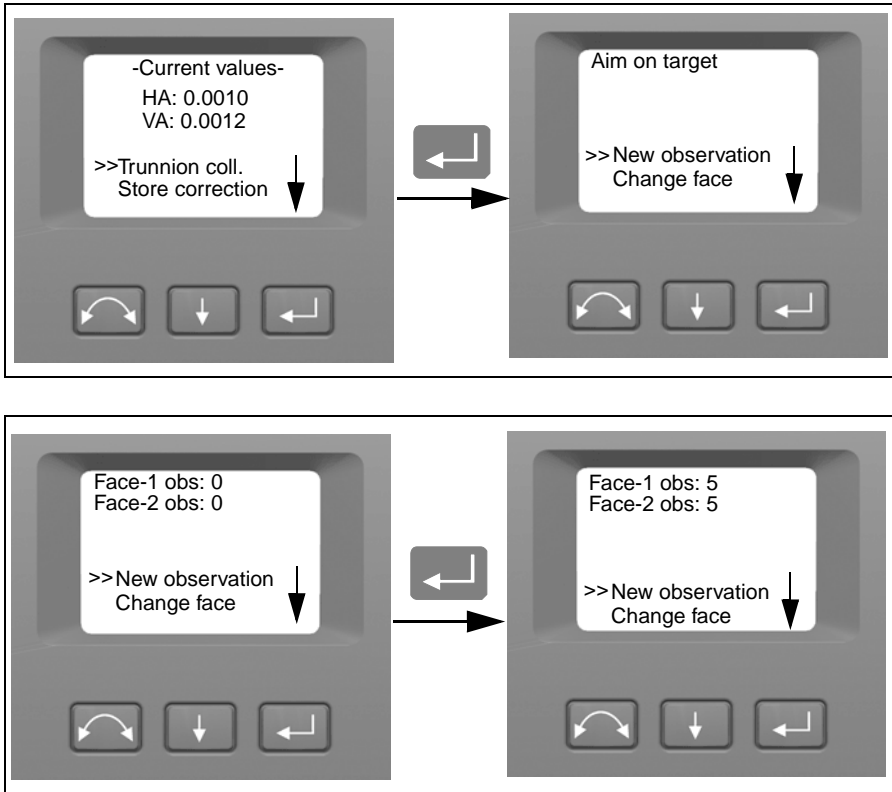 -Current values-
HA: 0.0010
VA: 0.0012
>>Trunnion coll.
Store correction
Aim on target
>>New observation
Change face
Face-1 obs: 0
Face-2 obs: 0
>>New observation
Change face
Face-1 obs: 5
Face-2 obs: 5
>>New observation
Change face